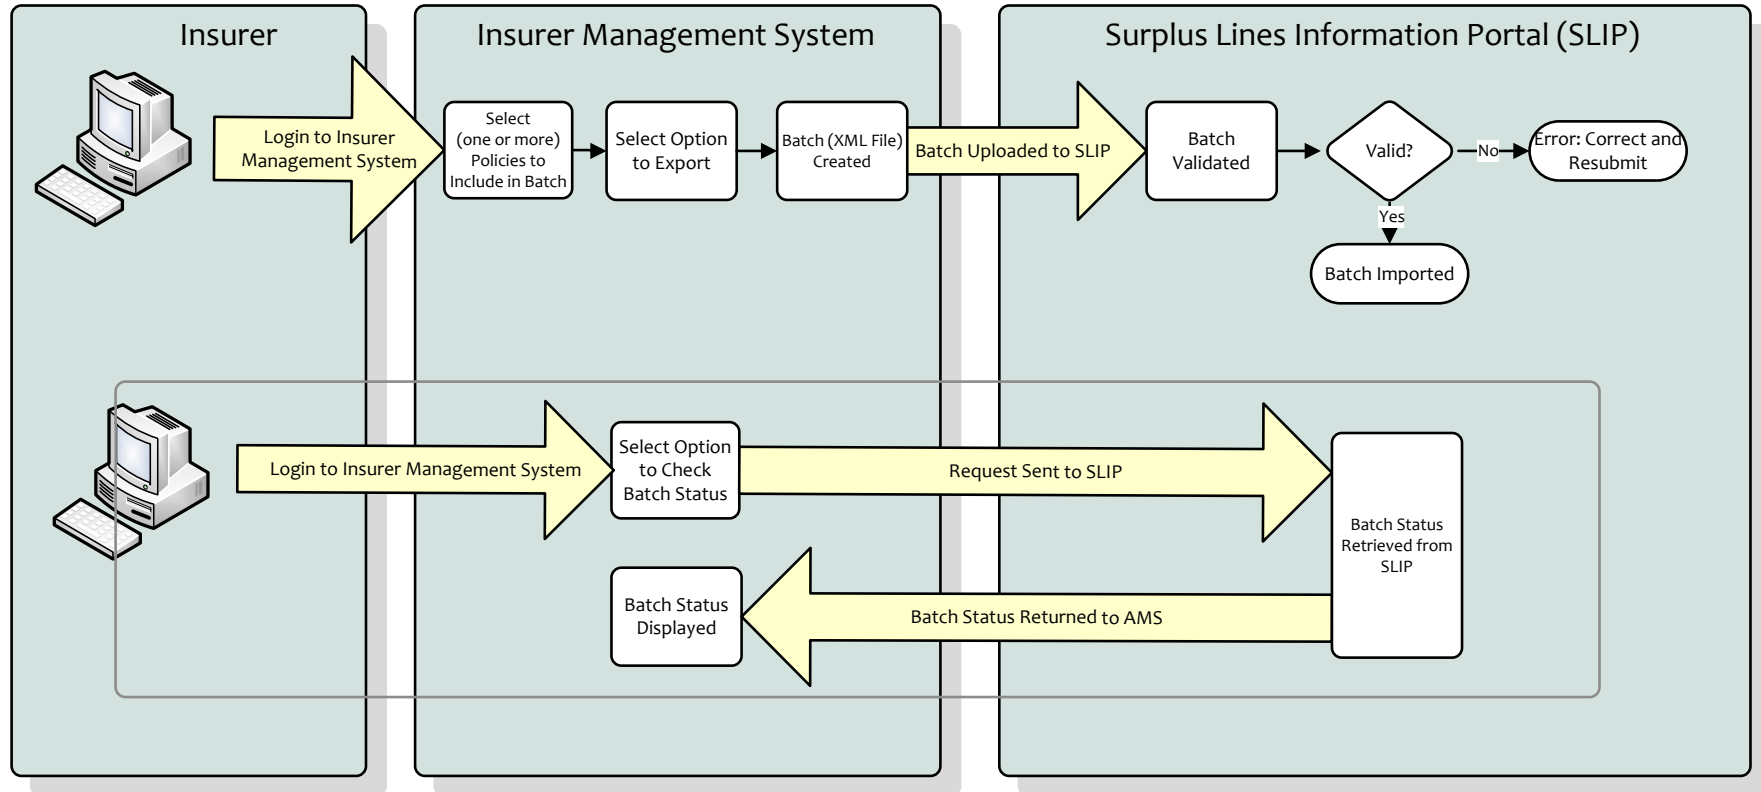 Insurer
Insurer Management System
Surplus Lines Information Portal (SLIP)
Login to Insurer
Management System
Select
(one or more)
Policies to
Include in Batch
Select Option
to Export
Batch (XML File)
Created
Batch Uploaded to SLIP
Batch
Validated
Valid?
No
Error: Correct and
Resubmit
Yes
Batch Imported
Login to Insurer Management System
Select Option
to Check
Batch Status
Request Sent to SLIP
Batch Status
Retrieved from
SLIP
Batch Status Returned to AMS
Batch Status
Displayed